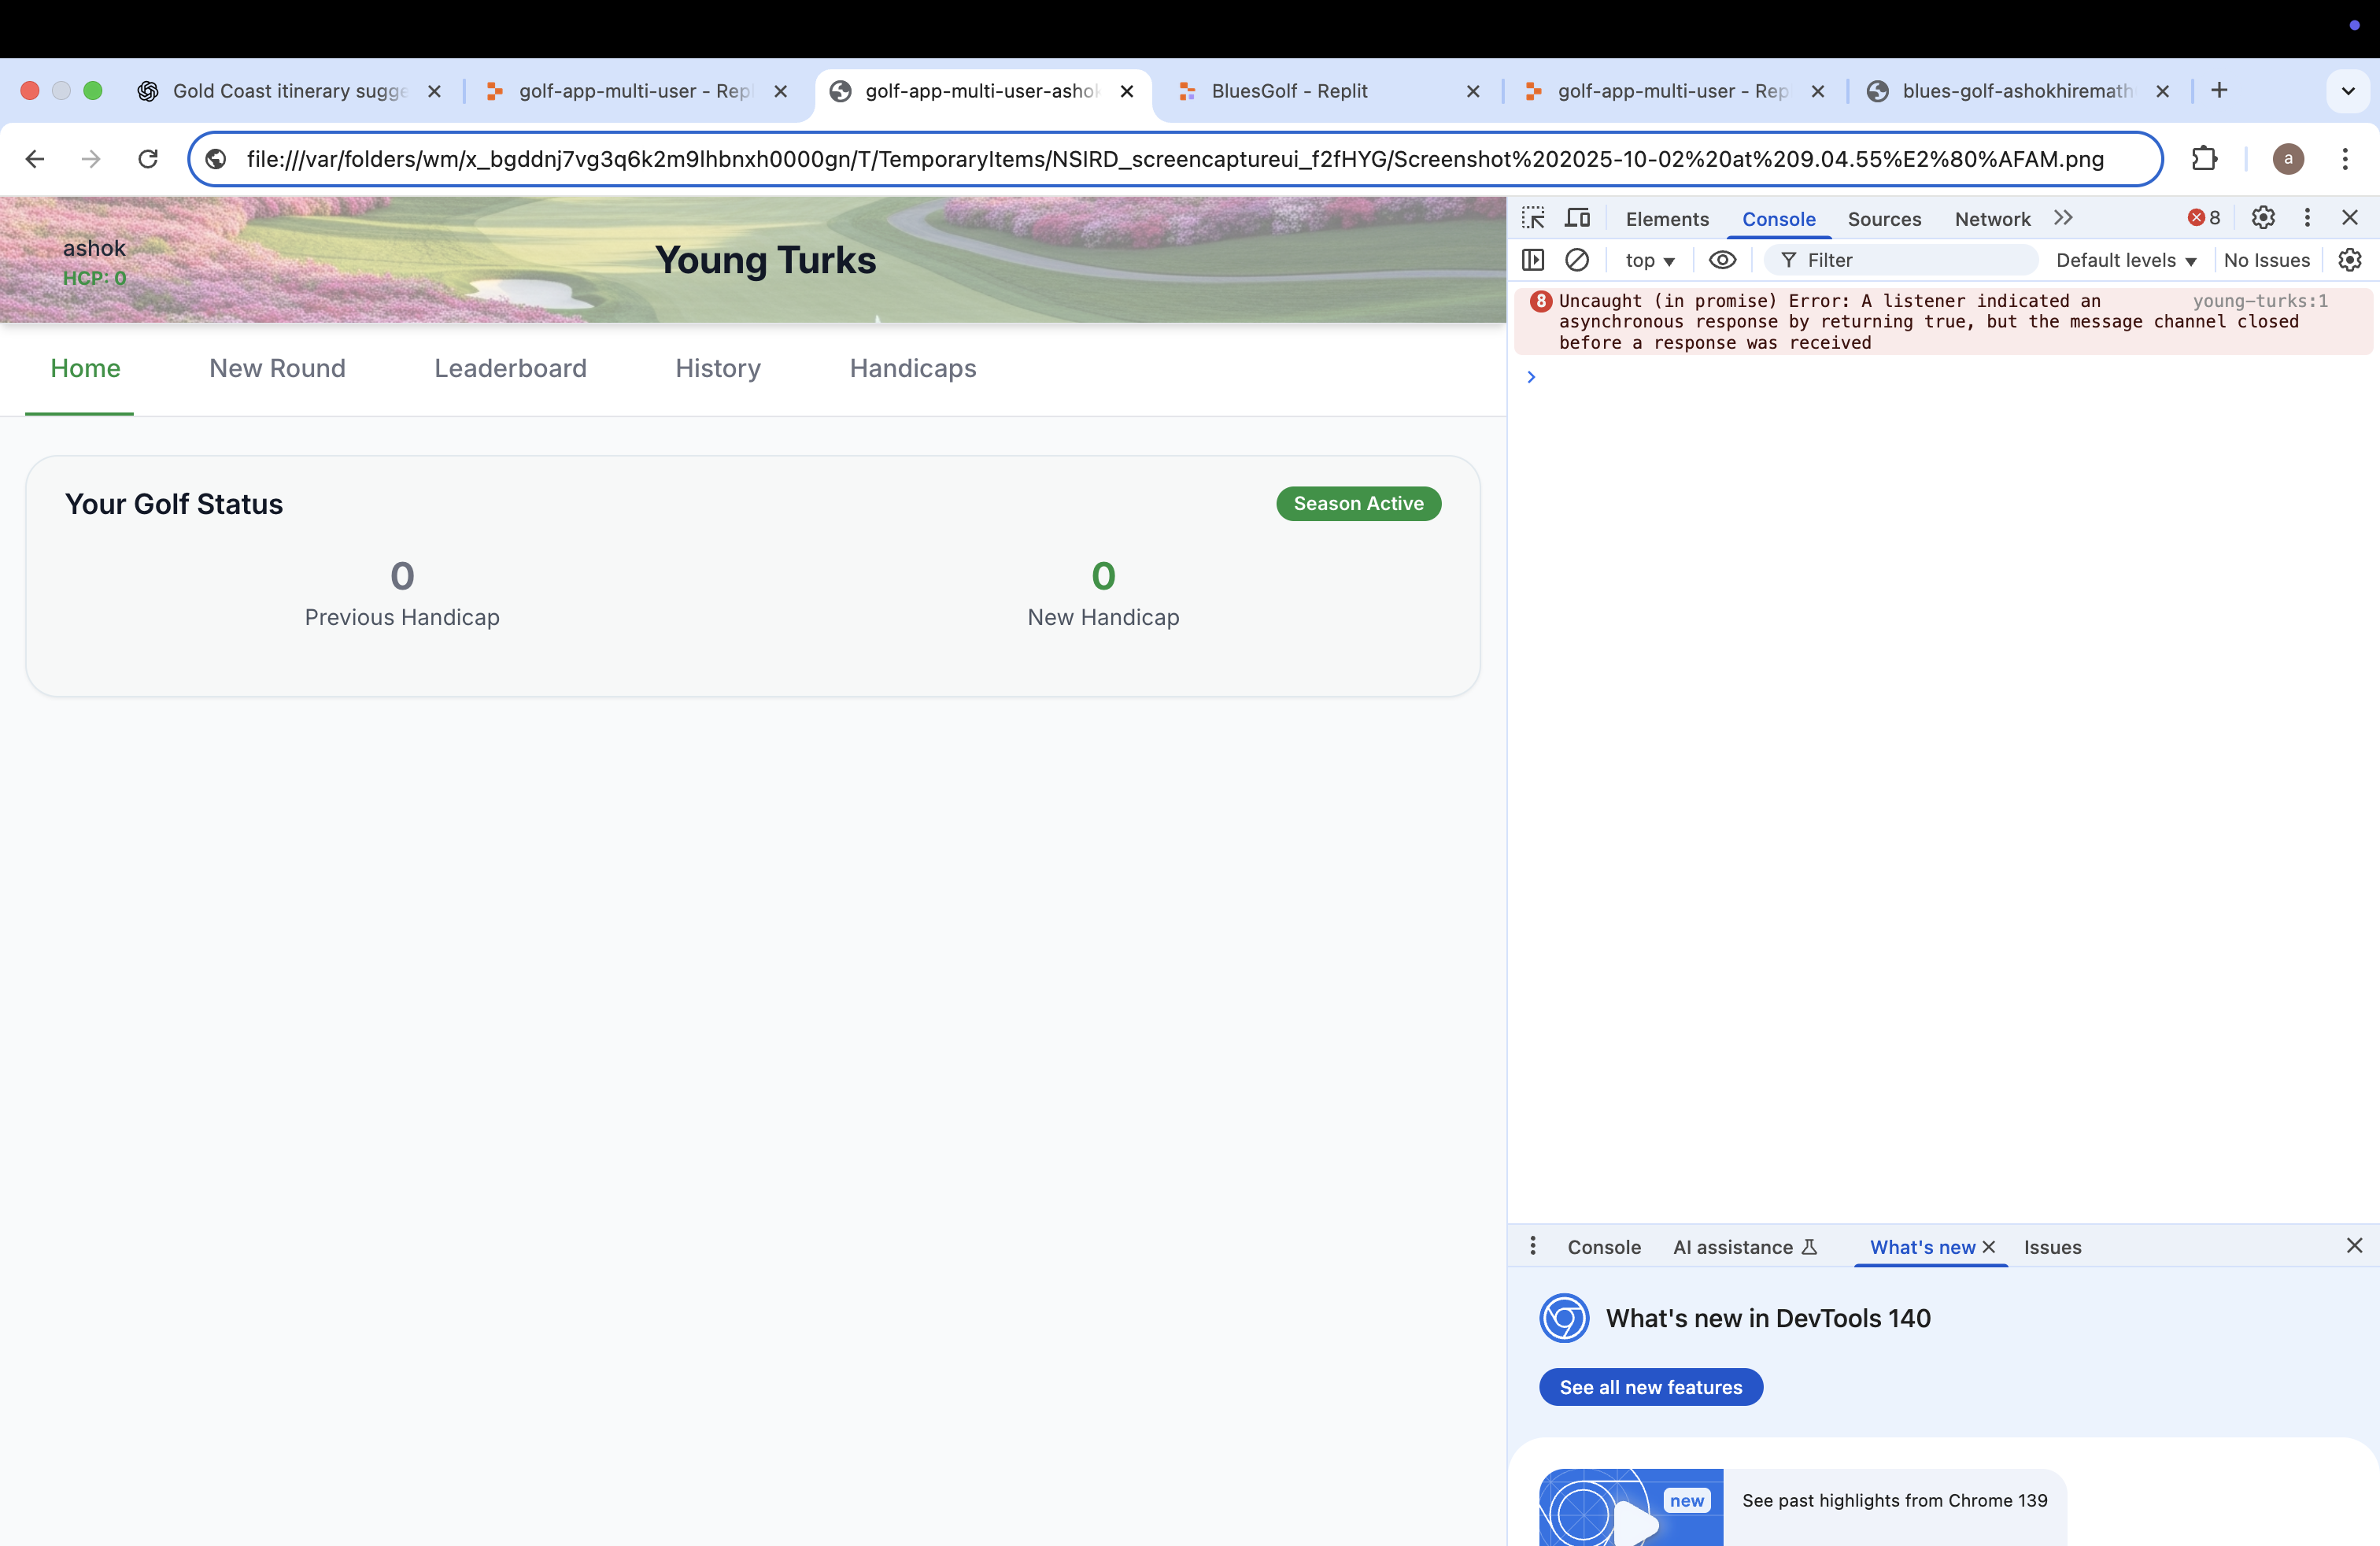 Gold Coast itinerary sugge
golf-app-multi-user - Repl
golf-app-multi-user-ashok
BluesGolf - Replit
golf-app-multi-user - Rep
blues-golf-ashokhiremath
file:///var/folders/wm/x_bgddnj7vg3q6k2m9lhbnxh0000gn/T/TemporaryItems/NSIRD_screencaptureui_f2fHYG/Screenshot%202025-10-02%20at%209.04.55%E2%80%AFAM.png
a
ashok
HCP: 0
Young Turks
Home
New Round
Leaderboard
History
Handicaps
Your Golf Status
Season Active
0
Previous Handicap
0
New Handicap
Elements
Console
Sources
Network
8
top
Filter
Default levels
No Issues
8
Uncaught (in promise) Error: A listener indicated an
young-turks:1
asynchronous response by returning true, but the message channel closed
before a response was received
Console
AI assistance
What's new
Issues
What's new in DevTools 140
See all new features
new
See past highlights from Chrome 139